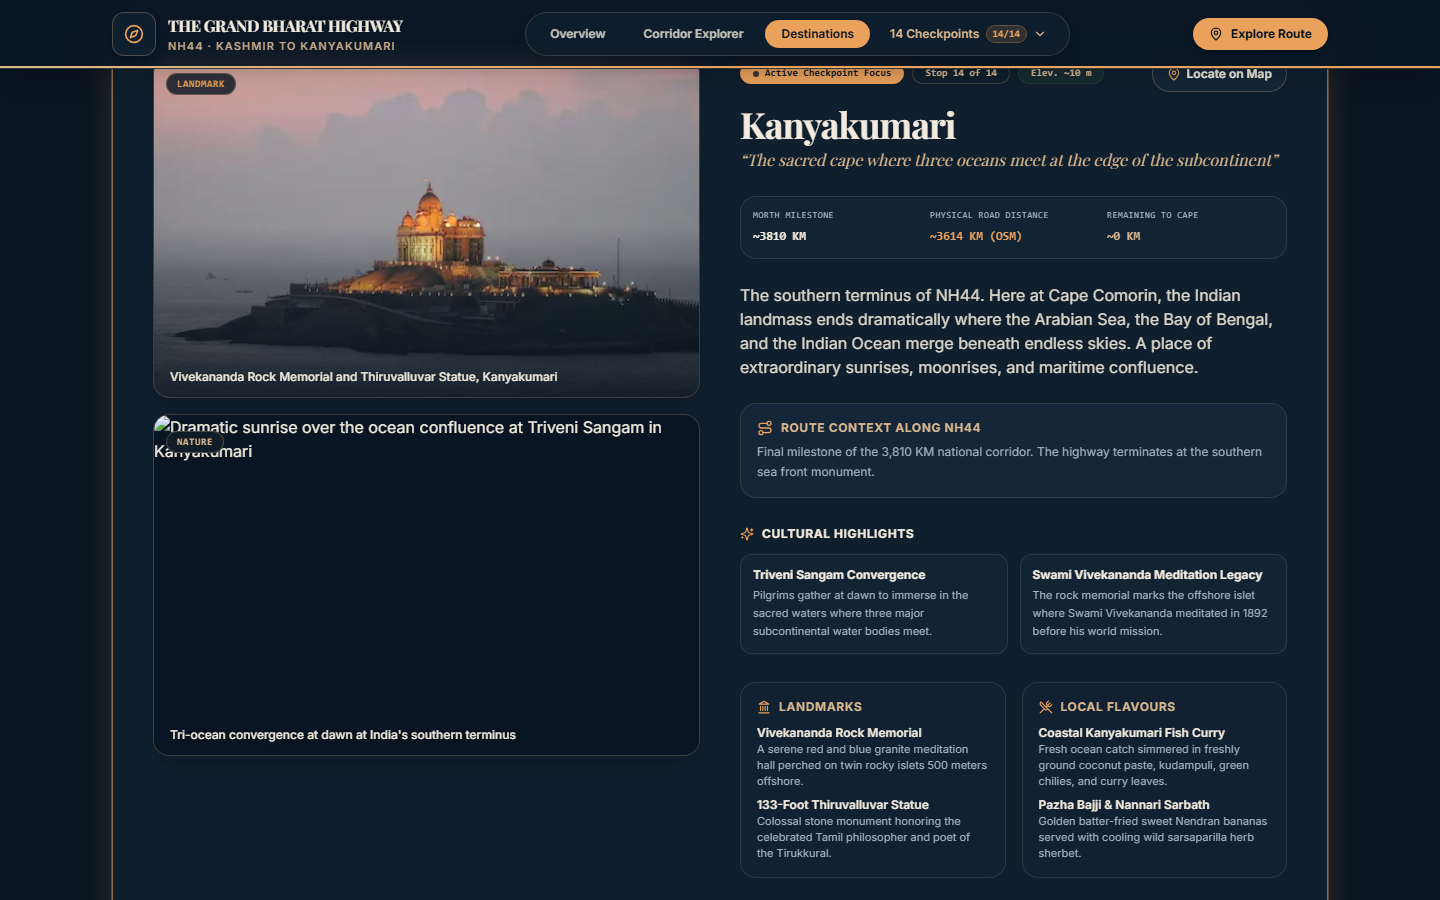 THE GRAND BHARAT HIGHWAY
NH44 · KASHMIR TO KANYAKUMARI
Overview
Corridor Explorer
Destinations
14 Checkpoints 14/14
Explore Route
LANDMARK
Vivekananda Rock Memorial and Thiruvalluvar Statue, Kanyakumari
Dramatic sunrise over the ocean confluence at Triveni Sangam in
Kanyakumari
NATURE
Tri-ocean convergence at dawn at India's southern terminus
Active Checkpoint Focus
Stop 14 of 14
Elev. ~10 m
Locate on Map
Kanyakumari
“The sacred cape where three oceans meet at the edge of the subcontinent”
MORTH MILESTONE
~3810 KM
PHYSICAL ROAD DISTANCE
~3614 KM (OSM)
REMAINING TO CAPE
~0 KM
The southern terminus of NH44. Here at Cape Comorin, the Indian
landmass ends dramatically where the Arabian Sea, the Bay of Bengal,
and the Indian Ocean merge beneath endless skies. A place of
extraordinary sunrises, moonrises, and maritime confluence.
ROUTE CONTEXT ALONG NH44
Final milestone of the 3,810 KM national corridor. The highway terminates at the southern
sea front monument.
CULTURAL HIGHLIGHTS
Triveni Sangam Convergence
Pilgrims gather at dawn to immerse in the
sacred waters where three major
subcontinental water bodies meet.
Swami Vivekananda Meditation Legacy
The rock memorial marks the offshore islet
where Swami Vivekananda meditated in 1892
before his world mission.
LANDMARKS
Vivekananda Rock Memorial
A serene red and blue granite meditation
hall perched on twin rocky islets 500 meters
offshore.
133-Foot Thiruvalluvar Statue
Colossal stone monument honoring the
celebrated Tamil philosopher and poet of
the Tirukkural.
LOCAL FLAVOURS
Coastal Kanyakumari Fish Curry
Fresh ocean catch simmered in freshly
ground coconut paste, kudampuli, green
chilies, and curry leaves.
Pazha Bajji & Nannari Sarbath
Golden batter-fried sweet Nendran bananas
served with cooling wild sarsaparilla herb
sherbet.